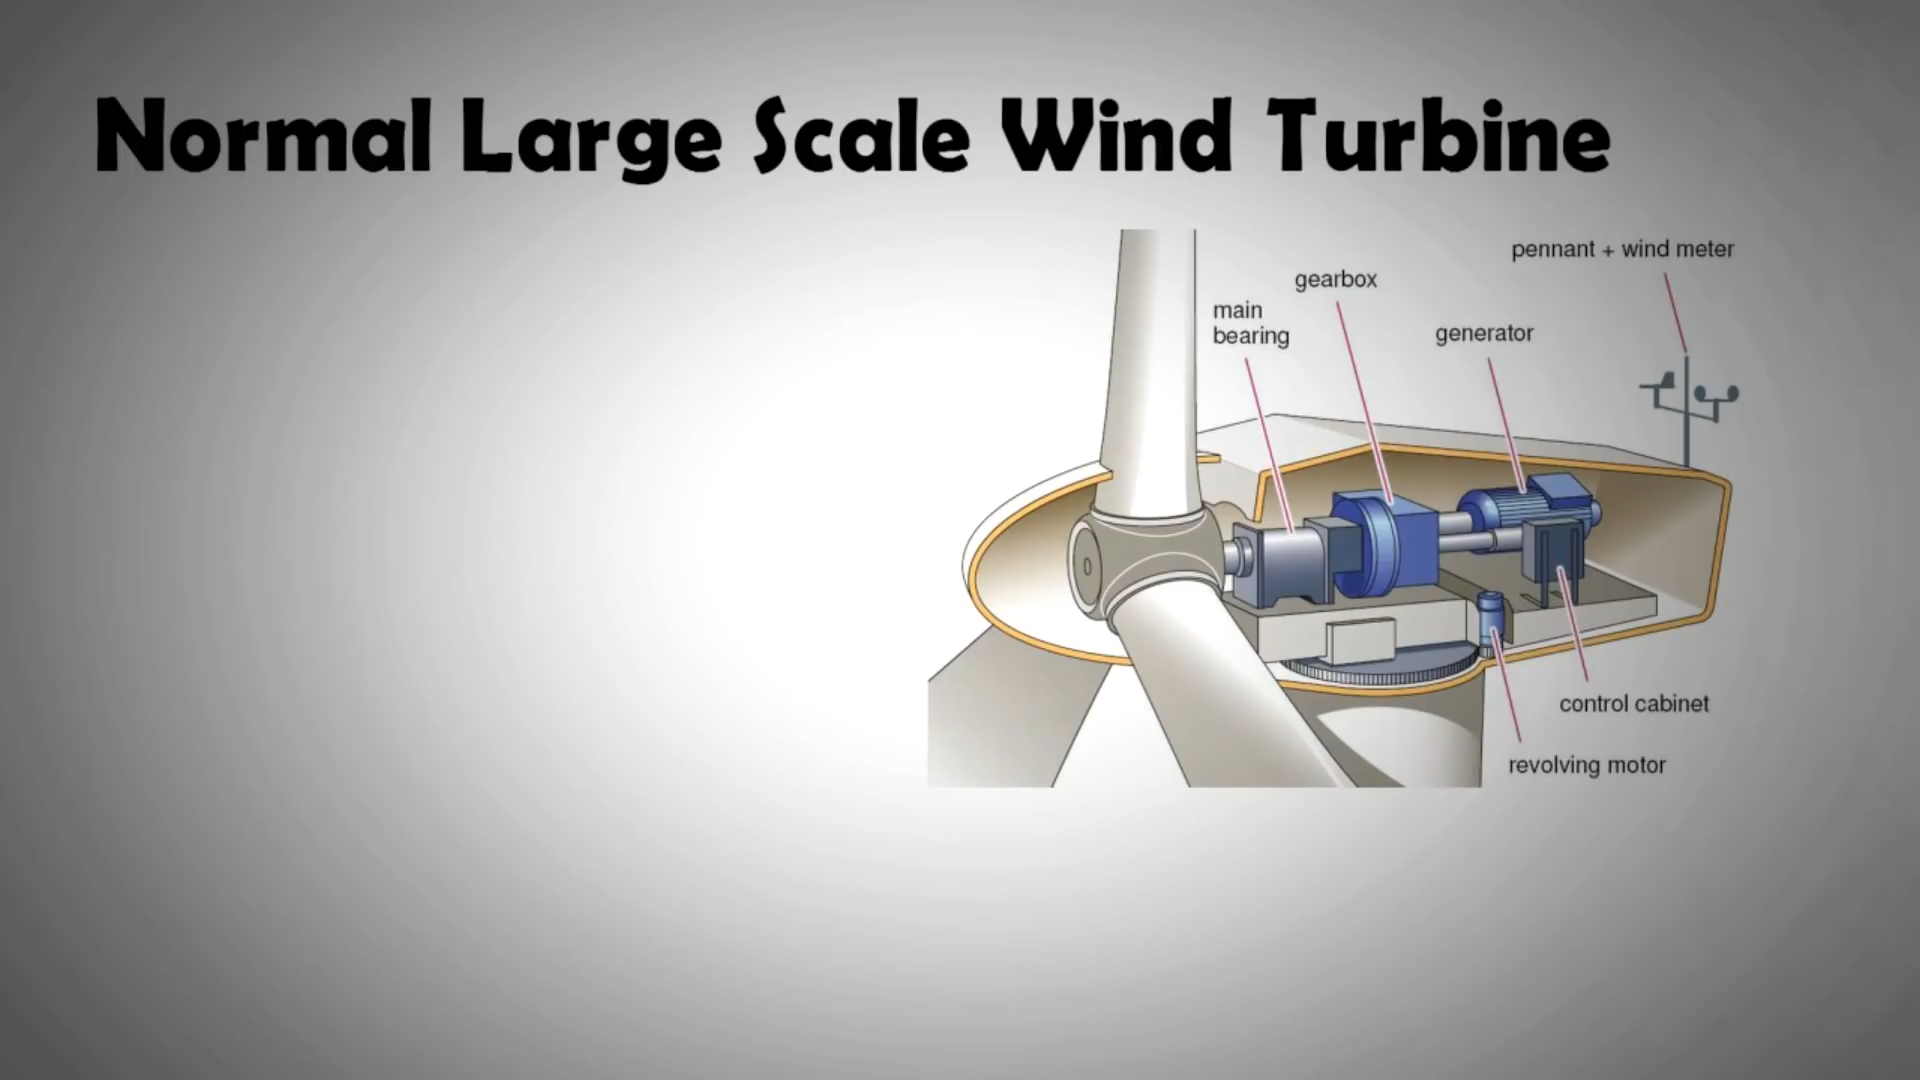 Normal Large Scale Wind Turbine
pennant + wind meter
gearbox
main
bearing
generator
control cabinet
revolving motor